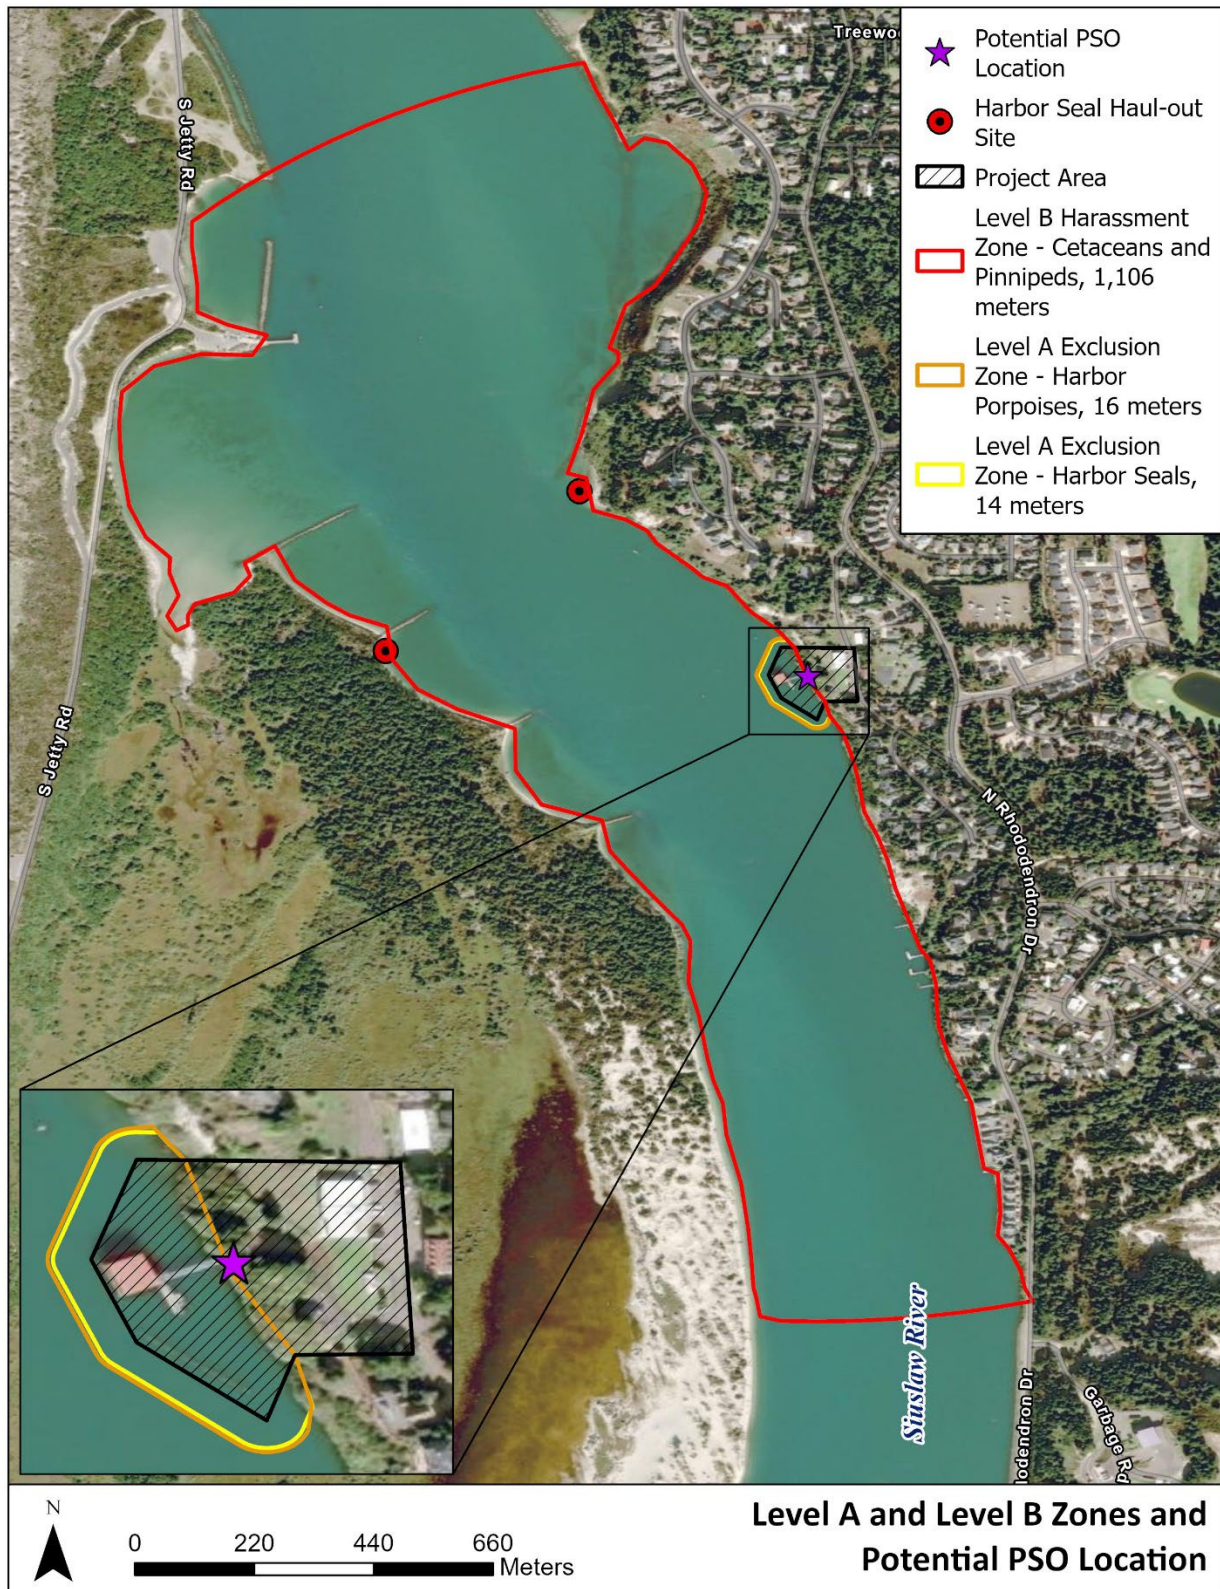 Treewoo
Potential PSO
Location
Harbor Seal Haul-out
Site
Project Area
Level B Harassment
Zone - Cetaceans and
Pinnipeds, 1,106
meters
Level A Exclusion
Zone - Harbor
Porpoises, 16 meters
Level A Exclusion
Zone - Harbor Seals,
14 meters
S Jetty Rd
S Jetty Rd
N Rhododendron Dr
Siuslaw River
lodendron Dr
Garbage Rd
N
0 220 440 660
Meters
Level A and Level B Zones and
Potential PSO Location